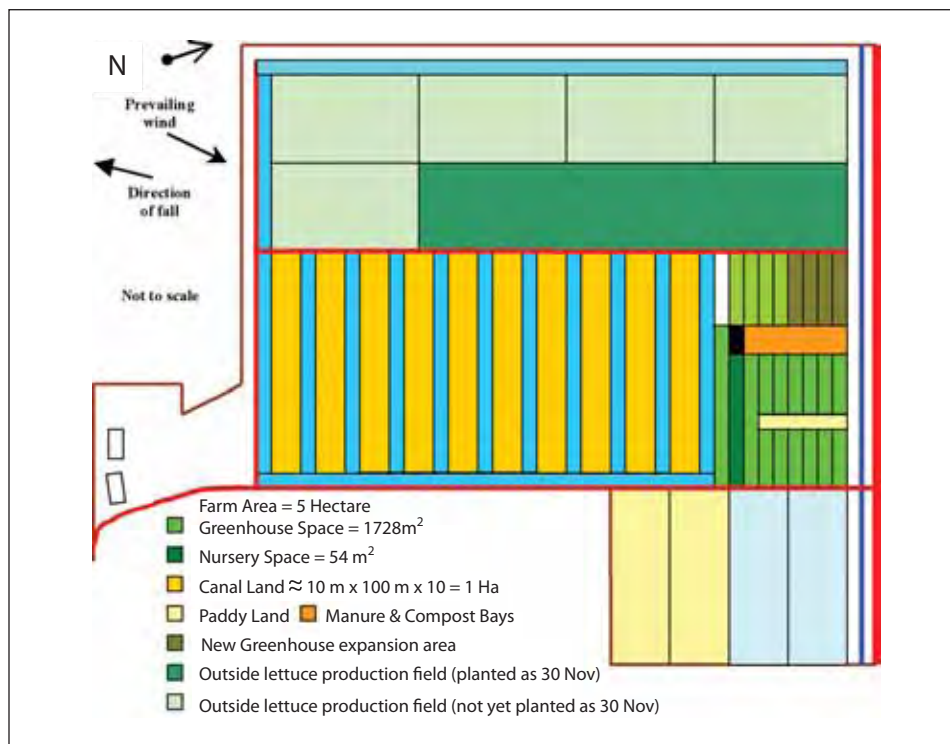 N
Prevailing
wind
Direction
of fall
Not to scale
Farm Area = 5 Hectare
Greenhouse Space = 1728m²
Nursery Space = 54 m²
Canal Land ≈ 10 m x 100 m x 10 = 1 Ha
Paddy Land Manure & Compost Bays
New Greenhouse expansion area
Outside lettuce production field (planted as 30 Nov)
Outside lettuce production field (not yet planted as 30 Nov)